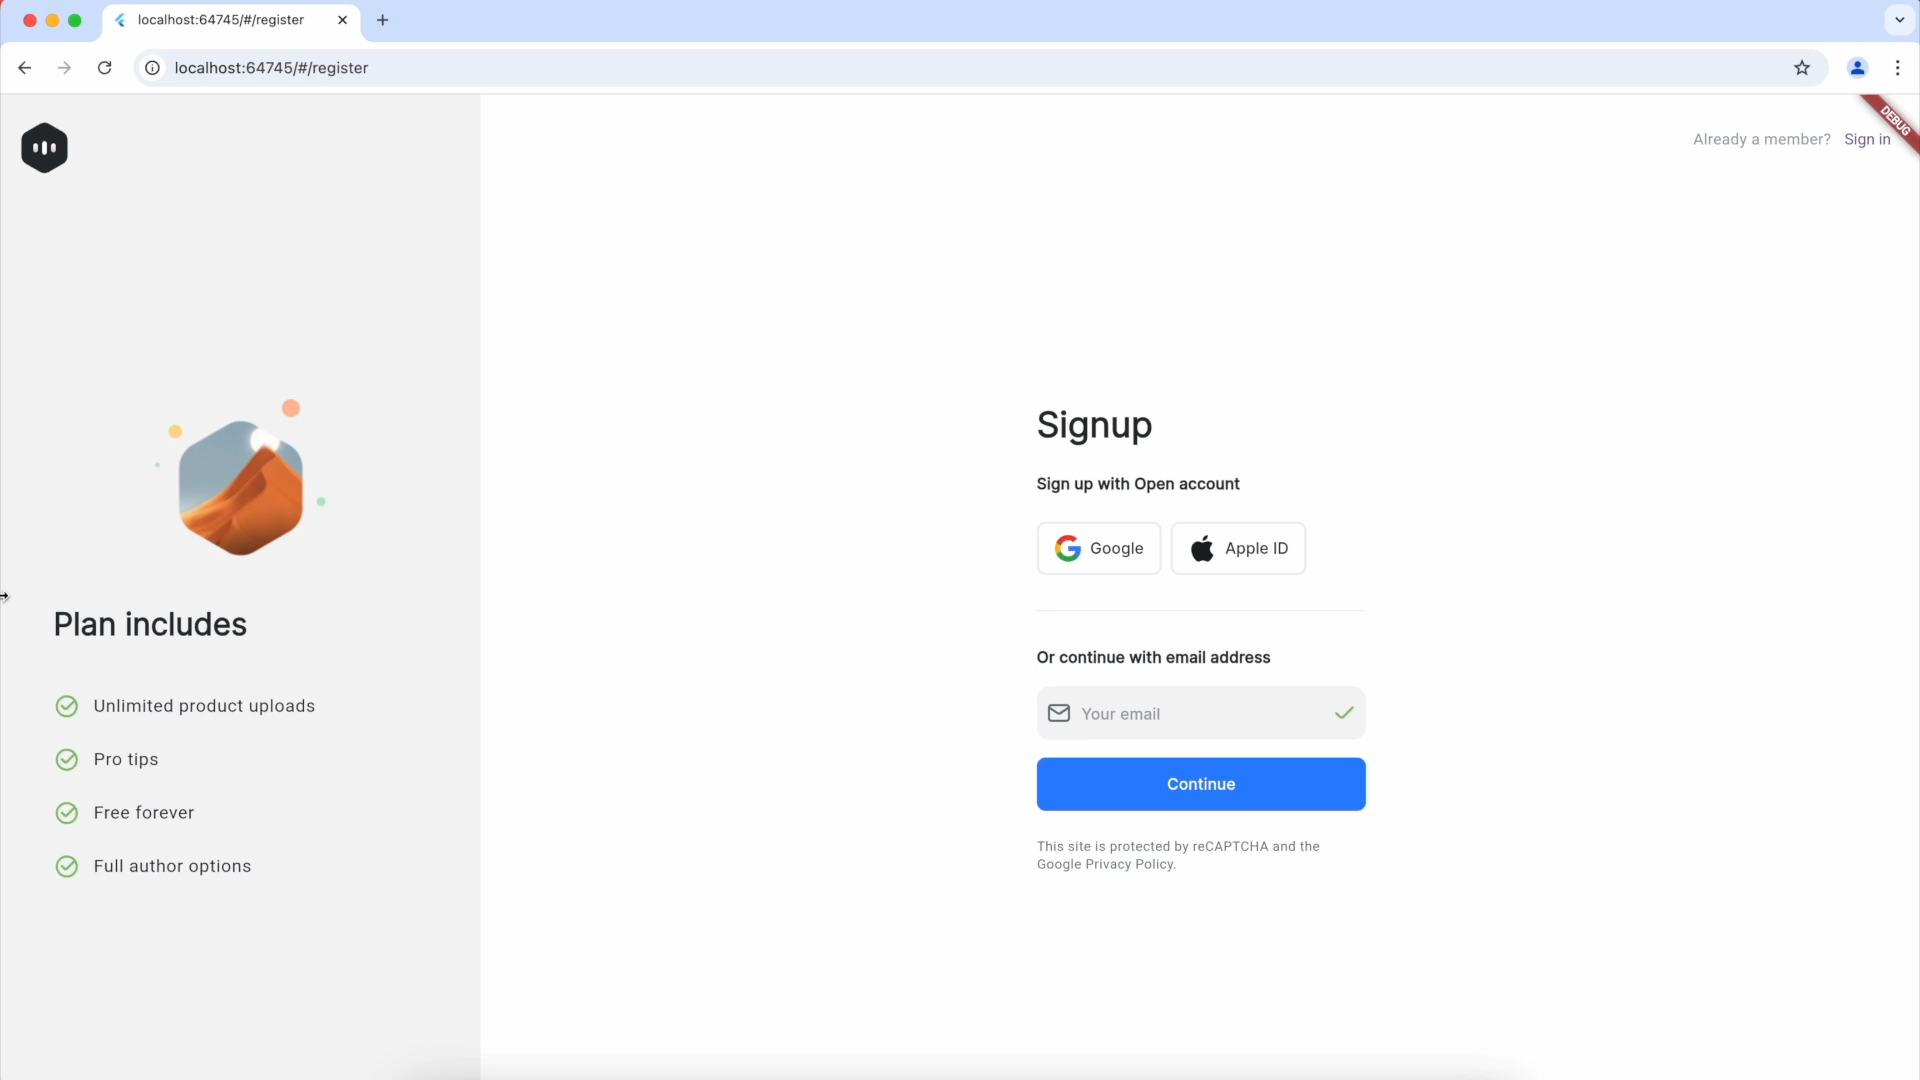 localhost:64745/#/register
localhost:64745/#/register
DEBUG
Already a member? Sign in
Plan includes
Unlimited product uploads
Pro tips
Free forever
Full author options
Signup
Sign up with Open account
Google Apple ID
Or continue with email address
Your email
Continue
This site is protected by reCAPTCHA and the
Google Privacy Policy.